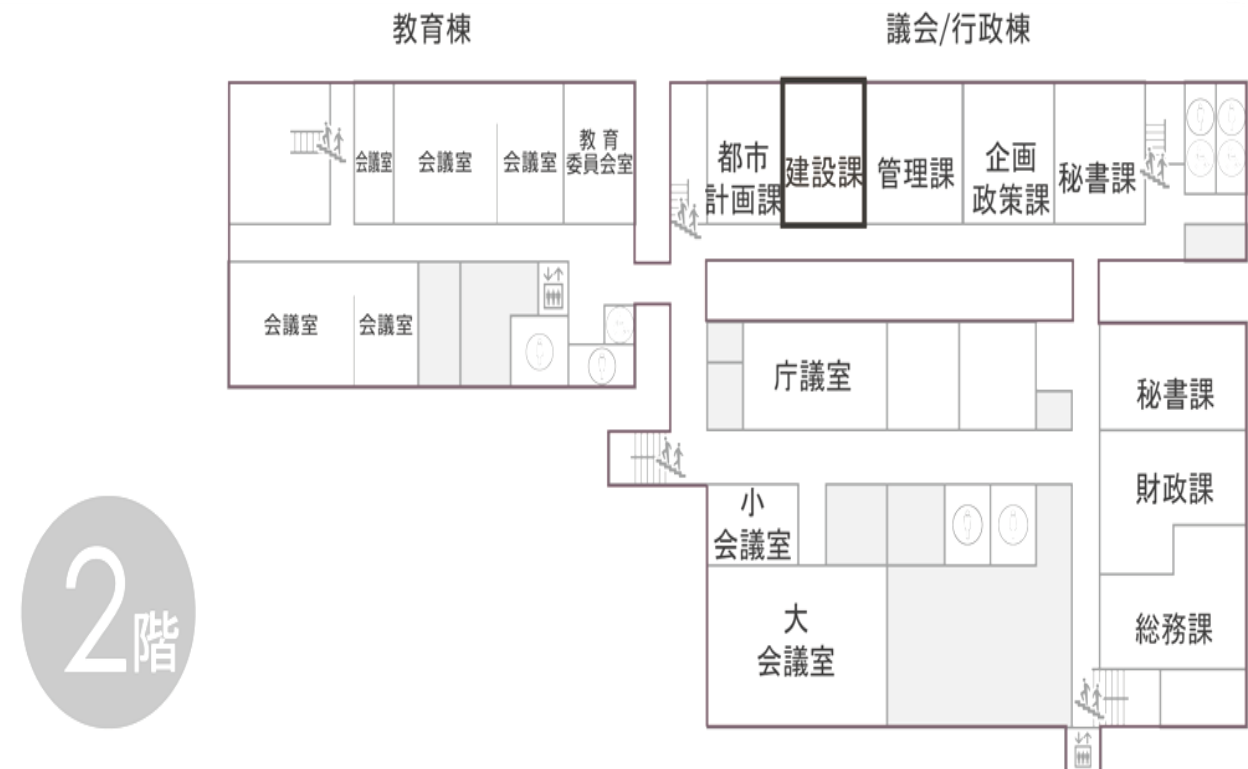 教育棟
議会/行政棟
会議室
会議室
会議室
教育
委員会室
都市
計画課
建設課
管理課
企画
政策課
秘書課
会議室
会議室
庁議室
秘書課
財政課
小
会議室
大
会議室
総務課
2階